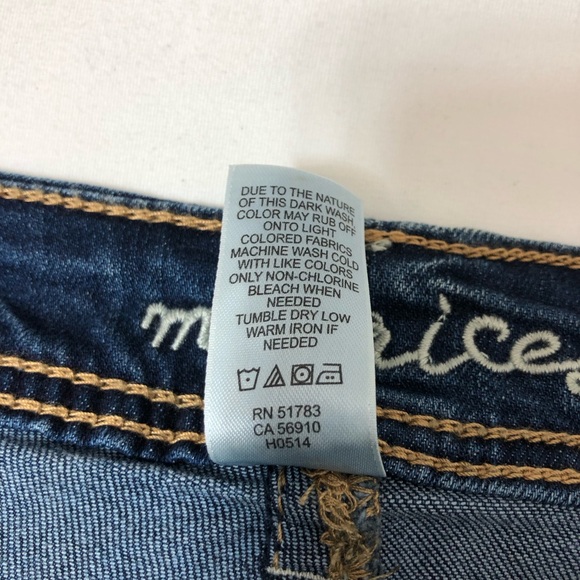 DUE TO THE NATURE
OF THIS DARK WASH
COLOR MAY RUB OFF
ONTO LIGHT
COLORED FABRICS
MACHINE WASH COLD
WITH LIKE COLORS
ONLY NON-CHLORINE
BLEACH WHEN
NEEDED
TUMBLE DRY LOW
WARM IRON IF
NEEDED
RN 51783
CA 56910
H0514